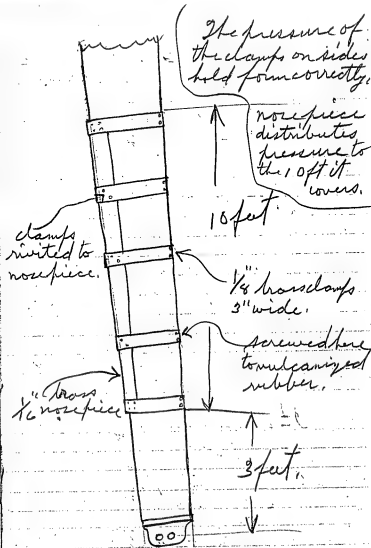 The pressure of
the clamps on sides
hold form correctly.
nosepiece
distributes
pressure to
the 10 ft it
covers.
10 feet
clamps
rivited to
nosepiece.
1/8" brass clamps
3" wide.
screwed here
to vulcanized
rubber.
1/16" brass
nosepiece
3 feet.